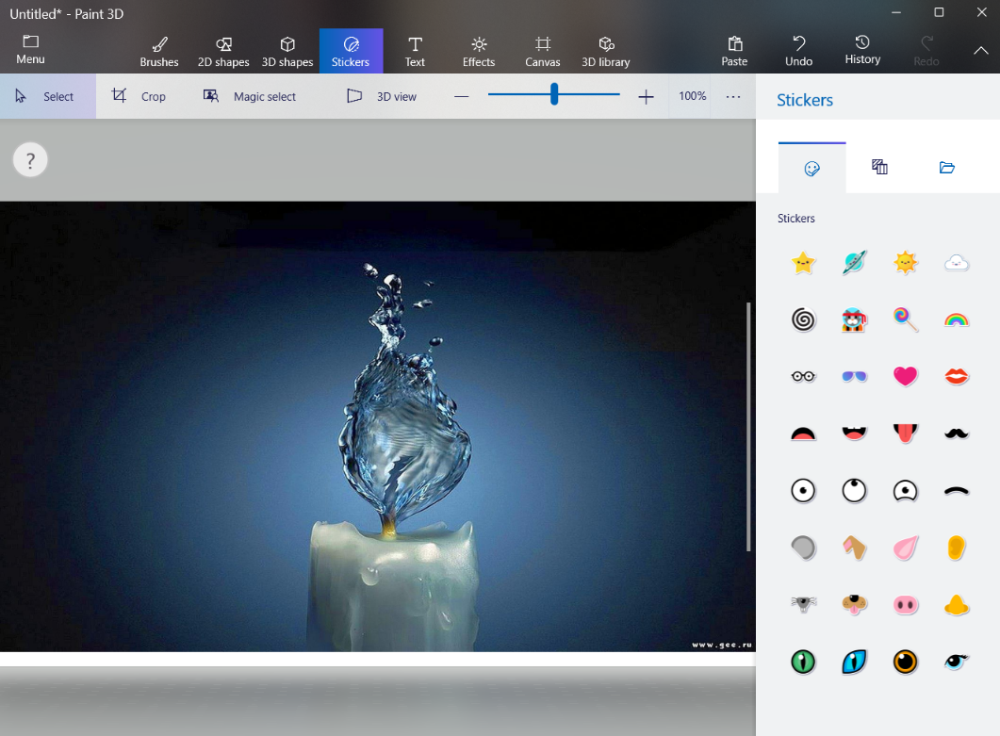 Untitled* - Paint 3D
Menu
Brushes
2D shapes
3D shapes
Stickers
Text
Effects
Canvas
3D library
Paste
Undo
History
Redo
Select
Crop
Magic select
3D view
100%
Stickers
?
Stickers
www.gee.ru